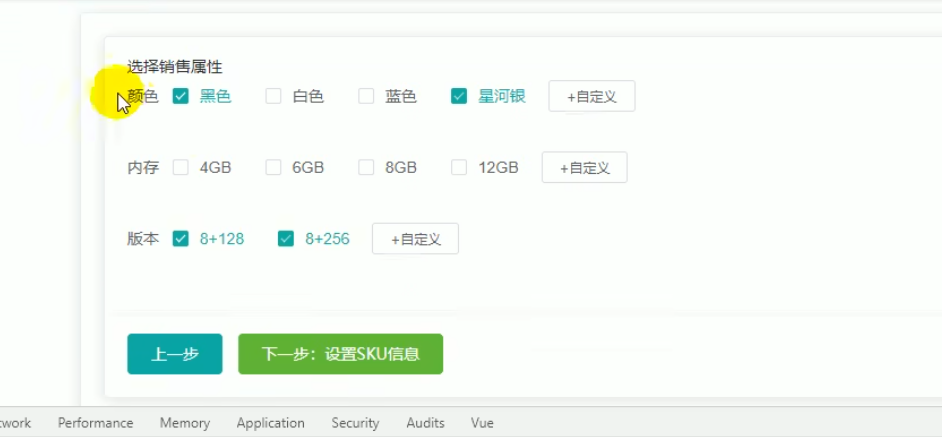 选择销售属性
颜色 黑色 白色 蓝色 星河银 +自定义
内存 4GB 6GB 8GB 12GB +自定义
版本 8+128 8+256 +自定义
上一步 下一步：设置SKU信息
twork Performance Memory Application Security Audits Vue